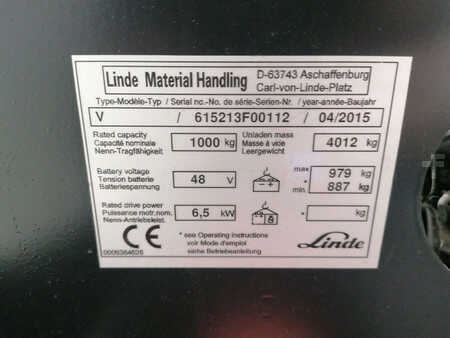 Linde Material Handling
D-63743 Aschaffenburg
Carl-von-Linde-Platz
Type-Modèle-Typ / Serial no.-No. de série-Serien-Nr. / year-année-Baujahr
V / 615213F00112 / 04/2015
Rated capacity
Capacité nominale
Nenn-Tragfähigkeit
1000 kg
Unladen mass
Masse à vide
Leergewicht
4012 kg
Battery voltage
Tension batterie
Batteriespannung
48 V
max
min.
*
979 kg
887 kg
Rated drive power
Puissance motr.nom.
Nenn-Antriebsleist.
6,5 kW
* kg
CE
* see Operating instructions
voir Mode d'emploi
siehe Betriebanleitung
Linde